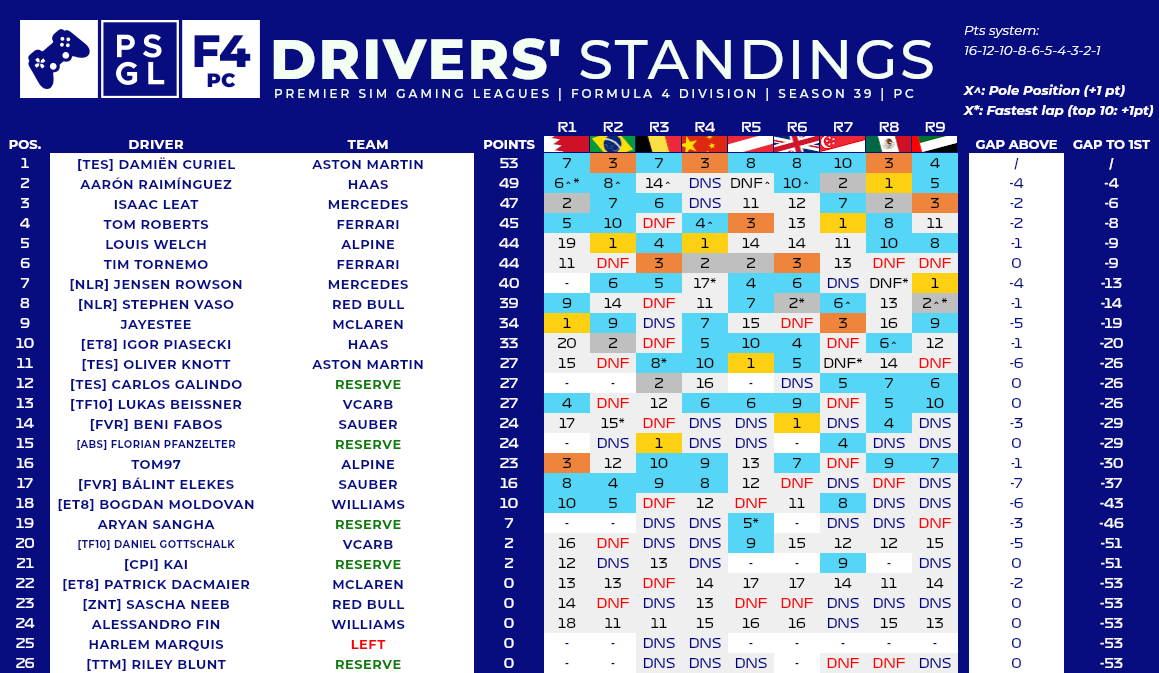 PS
GL
F4
PC
DRIVERS' STANDINGS
PREMIER SIM GAMING LEAGUES | FORMULA 4 DIVISION | SEASON 39 | PC
Pts system:
16-12-10-8-6-5-4-3-2-1
X^: Pole Position (+1 pt)
X*: Fastest lap (top 10: +1pt)
R1 R2 R3 R4 R5 R6 R7 R8 R9
POS. DRIVER TEAM POINTS GAP ABOVE GAP TO 1ST
1 [TES] DAMIËN CURIEL ASTON MARTIN 53 7 3 7 3 8 8 10 3 4 / /
2 AARÓN RAIMÍNGUEZ HAAS 49 6^* 8^ 14^ DNS DNF^ 10^ 2 1 5 -4 -4
3 ISAAC LEAT MERCEDES 47 2 7 6 DNS 11 12 7 2 3 -2 -6
4 TOM ROBERTS FERRARI 45 5 10 DNF 4^ 3 13 1 8 11 -2 -8
5 LOUIS WELCH ALPINE 44 19 1 4 1 14 14 11 10 8 -1 -9
6 TIM TORNEMO FERRARI 44 11 DNF 3 2 2 3 13 DNF DNF 0 -9
7 [NLR] JENSEN ROWSON MERCEDES 40 - 6 5 17* 4 6 DNS DNF* 1 -4 -13
8 [NLR] STEPHEN VASO RED BULL 39 9 14 DNF 11 7 2* 6^ 13 2^* -1 -14
9 JAYESTEE MCLAREN 34 1 9 DNS 7 15 DNF 3 16 9 -5 -19
10 [ET8] IGOR PIASECKI HAAS 33 20 2 DNF 5 10 4 DNF 6^ 12 -1 -20
11 [TES] OLIVER KNOTT ASTON MARTIN 27 15 DNF 8* 10 1 5 DNF* 14 DNF -6 -26
12 [TES] CARLOS GALINDO RESERVE 27 - - 2 16 - DNS 5 7 6 0 -26
13 [TF10] LUKAS BEISSNER VCARB 27 4 DNF 12 6 6 9 DNF 5 10 0 -26
14 [FVR] BENI FABOS SAUBER 24 17 15* DNF DNS DNS 1 DNS 4 DNS -3 -29
15 [ABS] FLORIAN PFANZELTER RESERVE 24 - DNS 1 DNS DNS - 4 DNS DNS 0 -29
16 TOM97 ALPINE 23 3 12 10 9 13 7 DNF 9 7 -1 -30
17 [FVR] BÁLINT ELEKES SAUBER 16 8 4 9 8 12 DNF DNS DNF DNS -7 -37
18 [ET8] BOGDAN MOLDOVAN WILLIAMS 10 10 5 DNF 12 DNF 11 8 DNS DNS -6 -43
19 ARYAN SANGHA RESERVE 7 - - DNS DNS 5* - DNS DNS DNF -3 -46
20 [TF10] DANIEL GOTTSCHALK VCARB 2 16 DNF DNS DNS 9 15 12 12 15 -5 -51
21 [CPI] KAI RESERVE 2 12 DNS 13 DNS - - 9 - DNS 0 -51
22 [ET8] PATRICK DACMAIER MCLAREN 0 13 13 DNF 14 17 17 14 11 14 -2 -53
23 [ZNT] SASCHA NEEB RED BULL 0 14 DNF DNS 13 DNF DNF DNS DNS DNS 0 -53
24 ALESSANDRO FIN WILLIAMS 0 18 11 11 15 16 16 DNS 15 13 0 -53
25 HARLEM MARQUIS LEFT 0 - - DNS DNS - - - - - 0 -53
26 [TTM] RILEY BLUNT RESERVE 0 - - DNS DNS DNS - DNF DNF DNS 0 -53